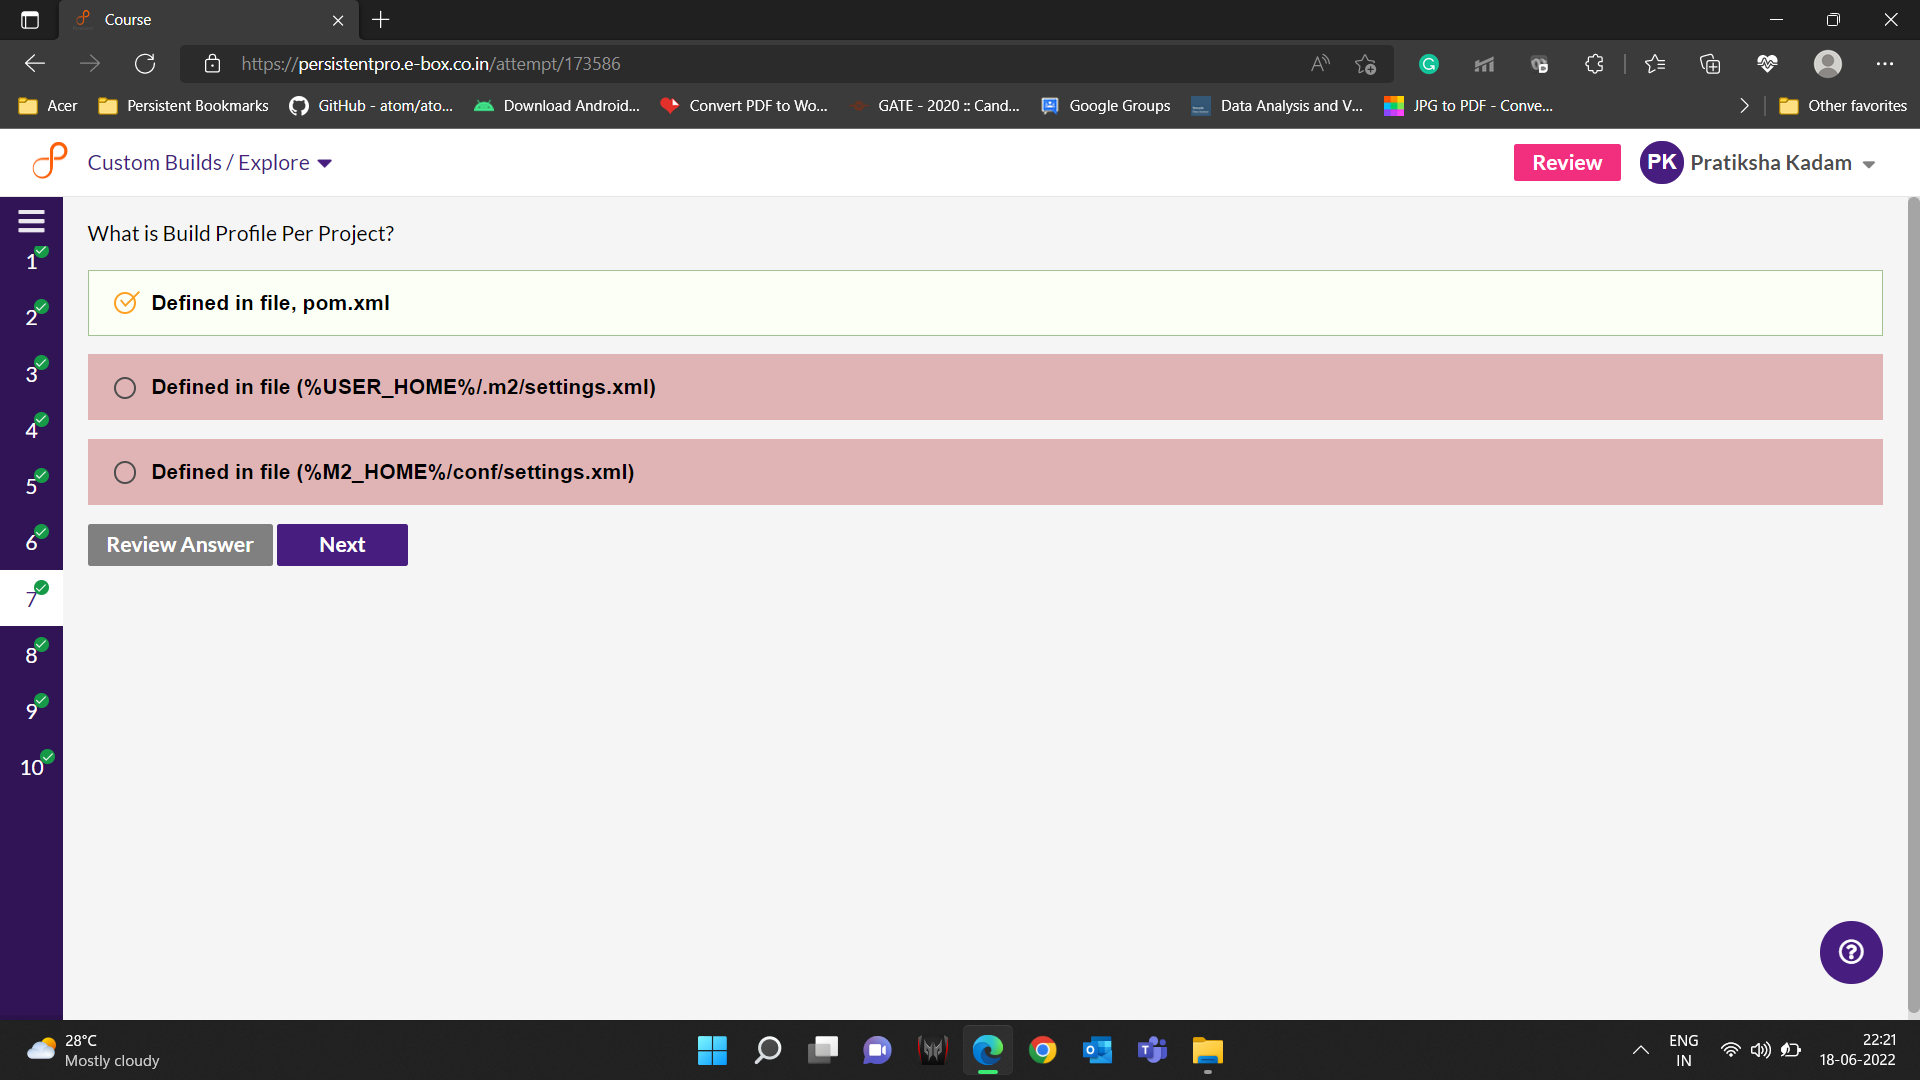 Course
https://persistentpro.e-box.co.in/attempt/173586
Acer
Persistent Bookmarks
GitHub - atom/ato...
Download Android...
Convert PDF to Wo...
GATE - 2020 :: Cand...
Google Groups
Data Analysis and V...
JPG to PDF - Conve...
Other favorites
Custom Builds / Explore
Review
PK
Pratiksha Kadam
What is Build Profile Per Project?
1
Defined in file, pom.xml
2
3
Defined in file (%USER_HOME%/.m2/settings.xml)
4
Defined in file (%M2_HOME%/conf/settings.xml)
5
6
Review Answer
Next
7
8
9
10
28°C
Mostly cloudy
ENG
IN
22:21
18-06-2022